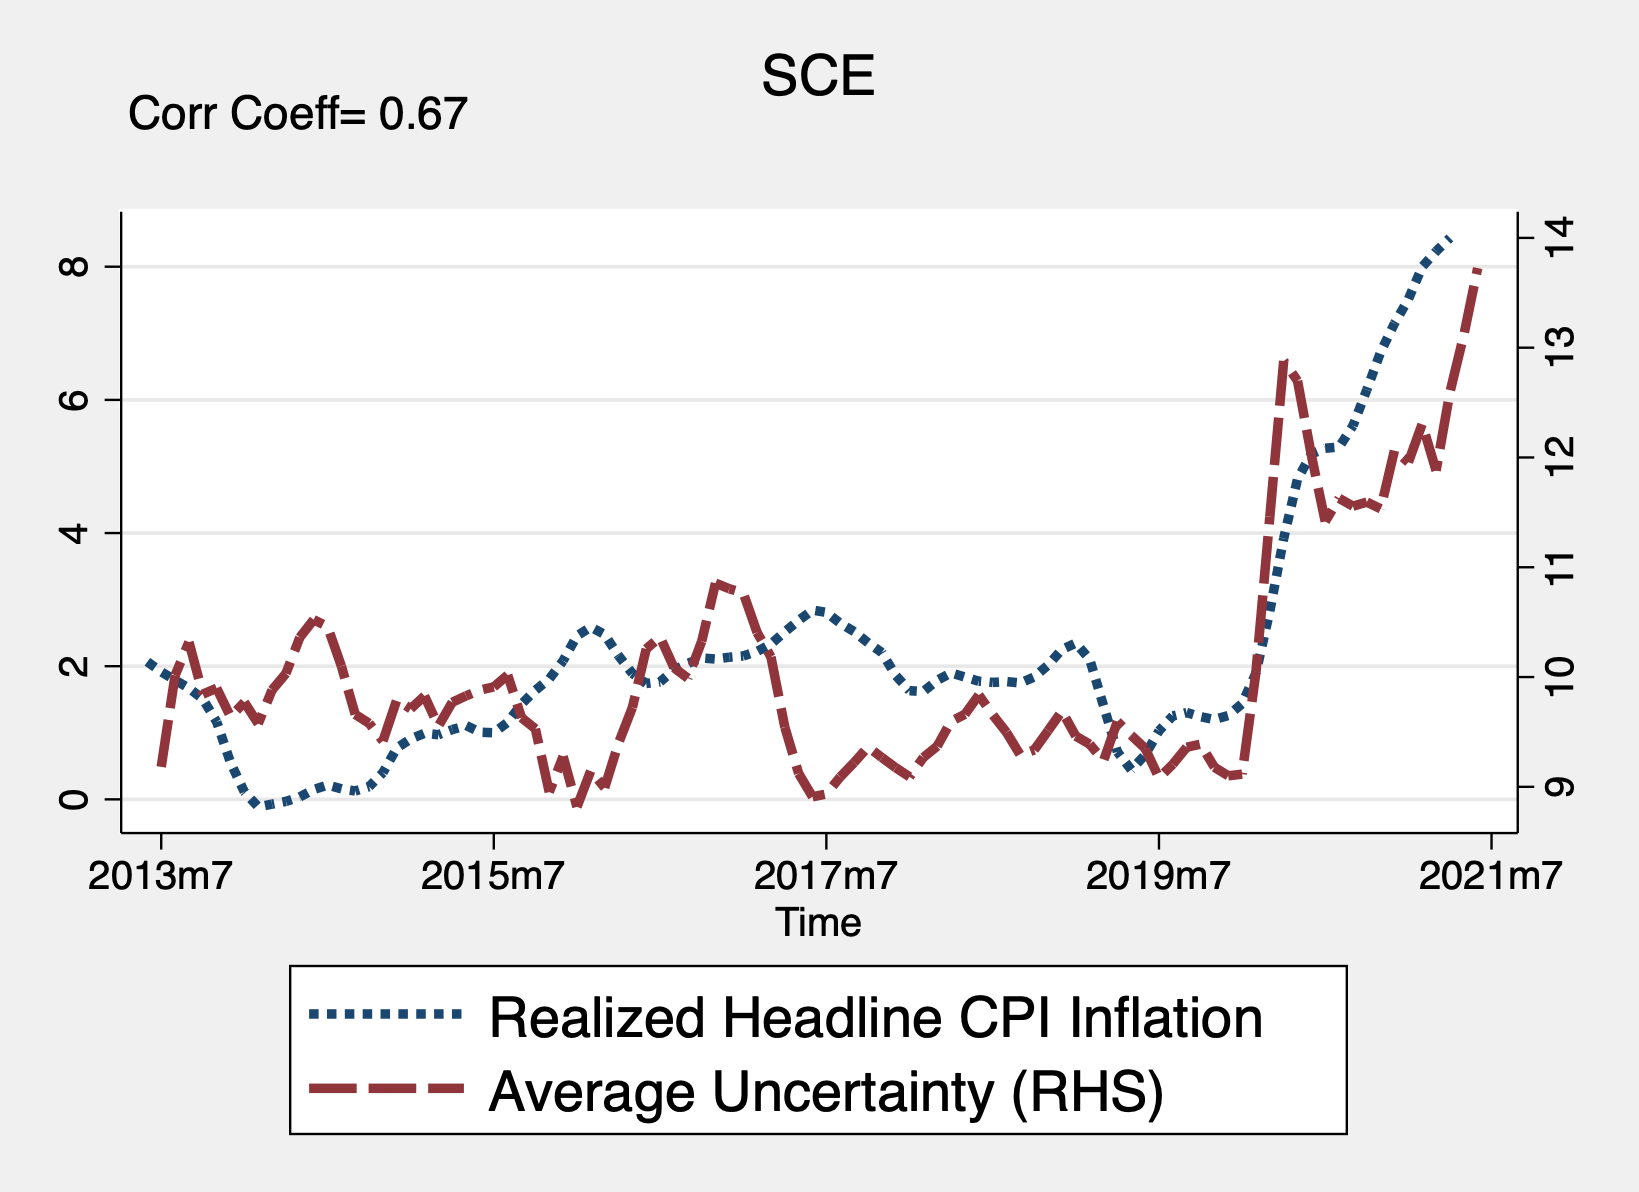 SCE
Corr Coeff= 0.67
8
6
4
2
0
14
13
12
11
10
9
2013m7 2015m7 2017m7 2019m7 2021m7
Time
Realized Headline CPI Inflation
Average Uncertainty (RHS)